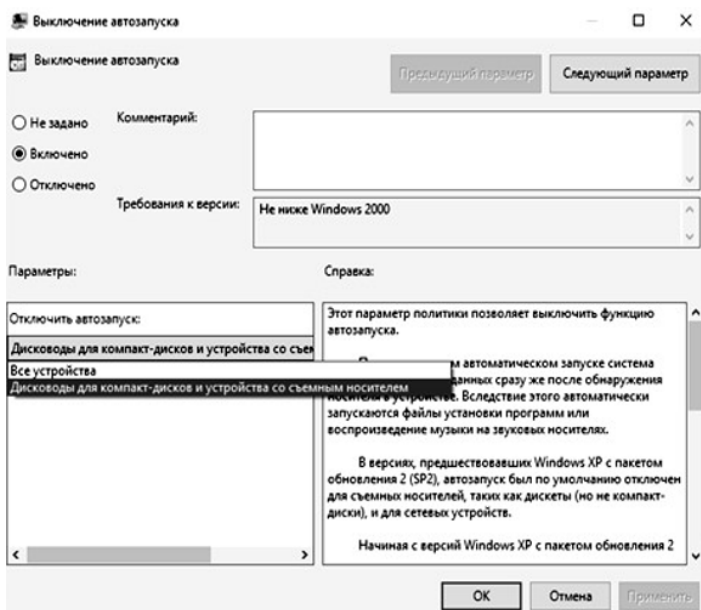 Выключение автозапуска
Выключение автозапуска
Предыдущий параметр
Следующий параметр
Не задано
Комментарий:
Включено
Отключено
Требования к версии:
Не ниже Windows 2000
Параметры:
Справка:
Отключить автозапуск:
Дисководы для компакт-дисков и устройства со съем
Все устройства
Дисководы для компакт-дисков и устройства со съемным носителем
Этот параметр политики позволяет выключить функцию
автозапуска.
м автоматическом запуске система
данных сразу же после обнаружения
носителя в устройстве. Вследствие этого автоматически
запускаются файлы установки программ или
воспроизведение музыки на звуковых носителях.
В версиях, предшествовавших Windows XP с пакетом
обновления 2 (SP2), автозапуск был по умолчанию отключен
для съемных носителей, таких как дискеты (но не компакт-
диски), и для сетевых устройств.
Начиная с версий Windows XP с пакетом обновления 2
OK
Отмена
Применить